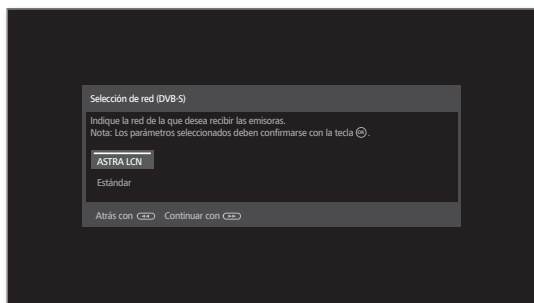 Selección de red (DVB-S)
Indique la red de la que desea recibir las emisoras.
Nota: Los parámetros seleccionados deben confirmarse con la tecla OK.
ASTRA LCN
Estándar
Atrás con ◄◄ Continuar con ►►